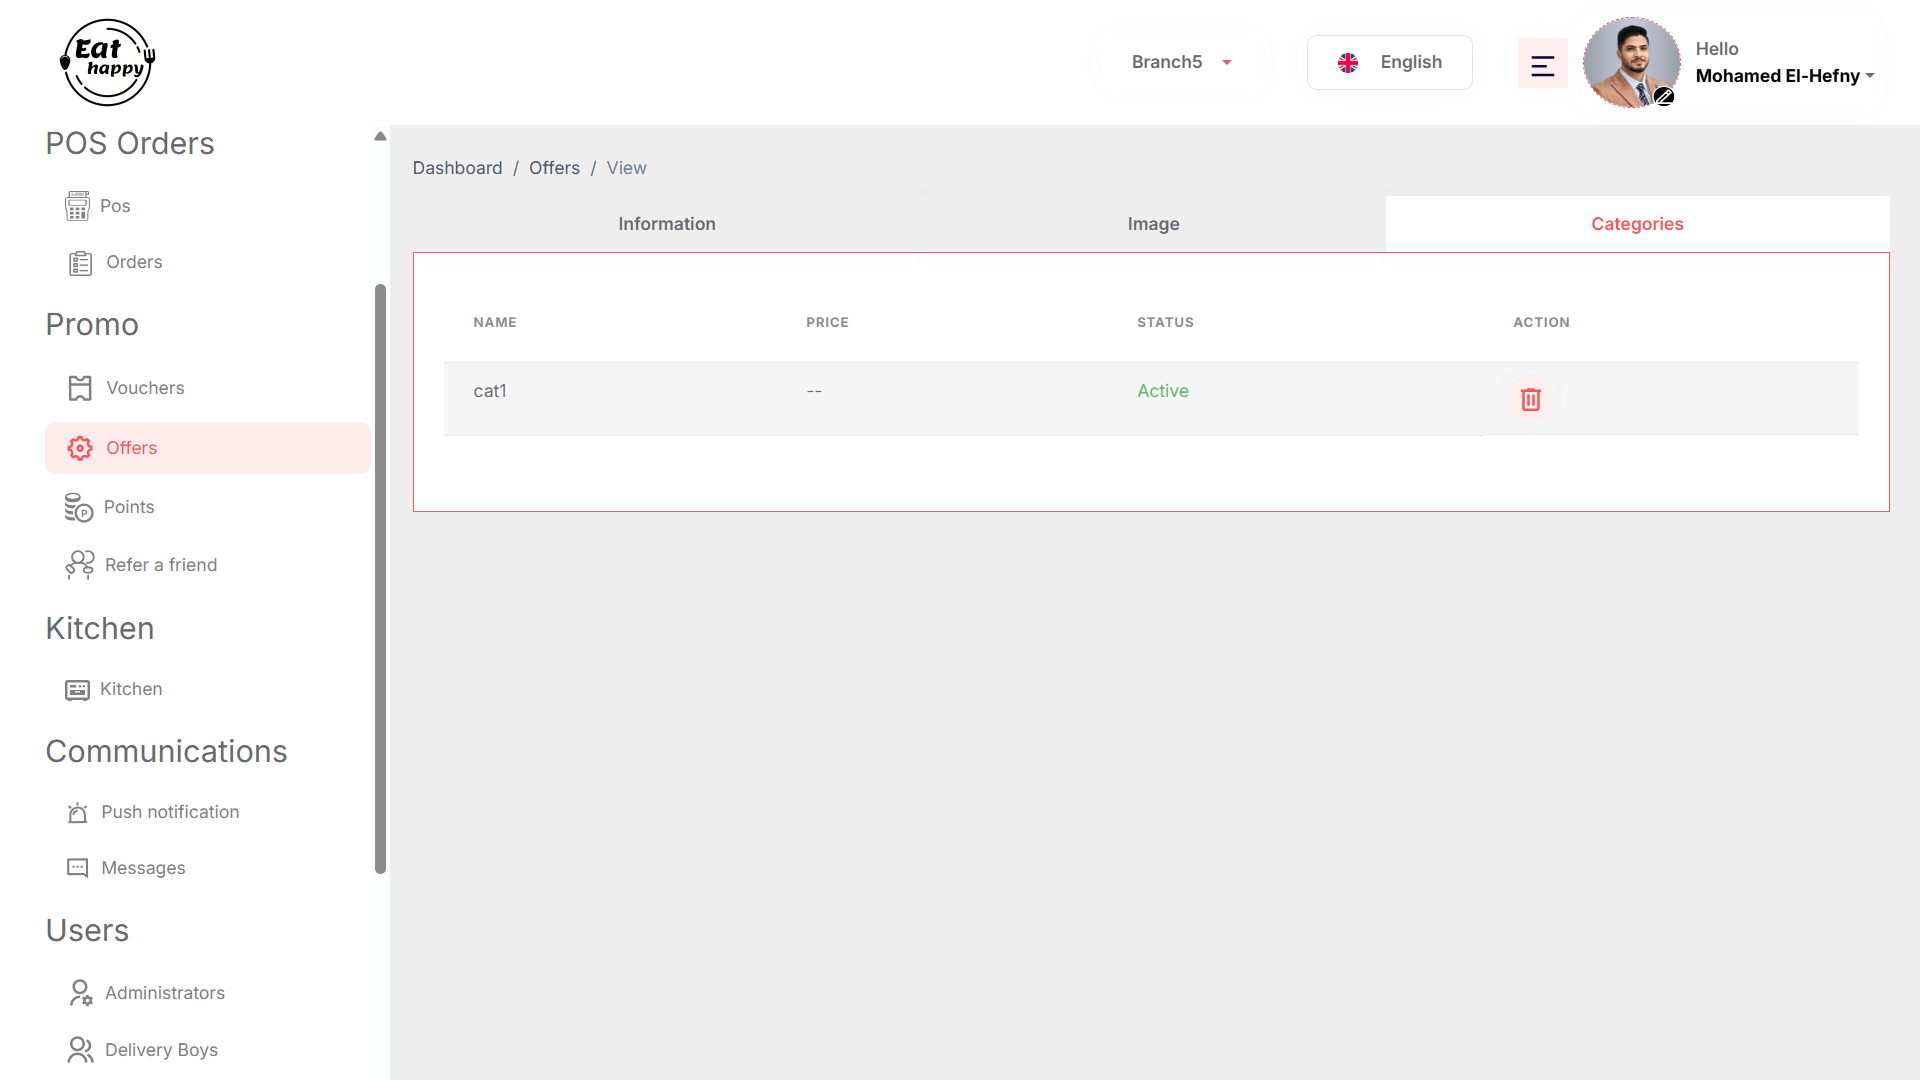 Eat
happy
Branch5
English
Hello
Mohamed El-Hefny
POS Orders
Pos
Orders
Promo
Vouchers
Offers
Points
Refer a friend
Kitchen
Kitchen
Communications
Push notification
Messages
Users
Administrators
Delivery Boys
Dashboard / Offers / View
Information Image Categories
NAME PRICE STATUS ACTION
cat1 -- Active